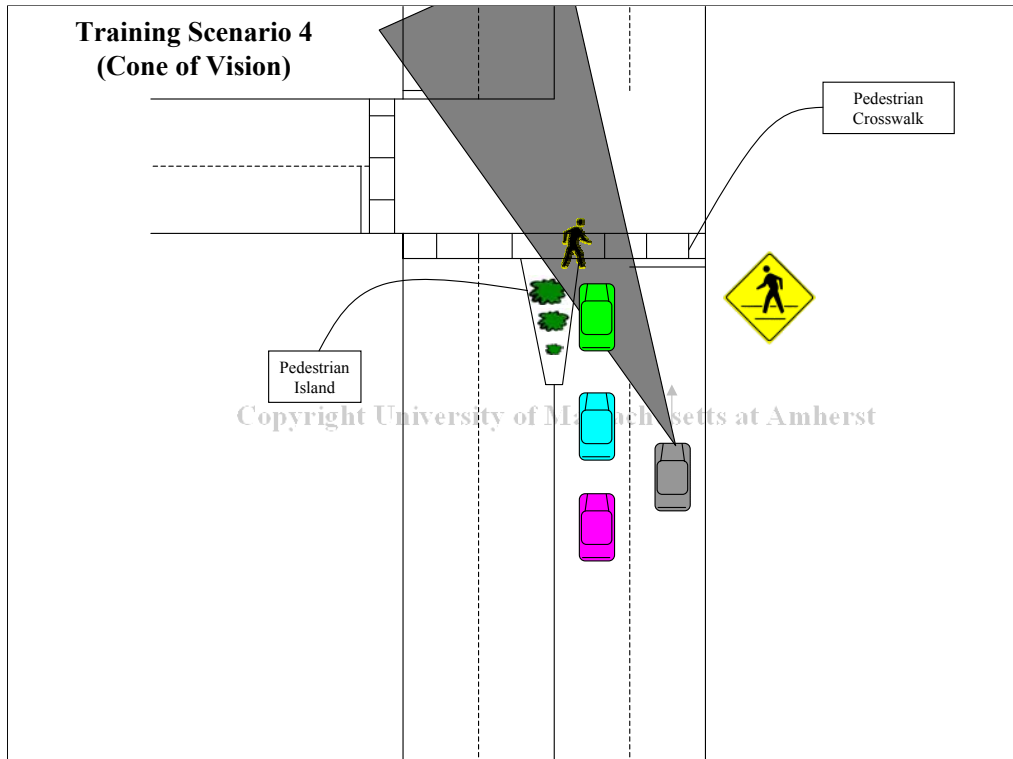 Training Scenario 4
(Cone of Vision)
Pedestrian
Crosswalk
Pedestrian
Island
Copyright University of Massachusetts at Amherst